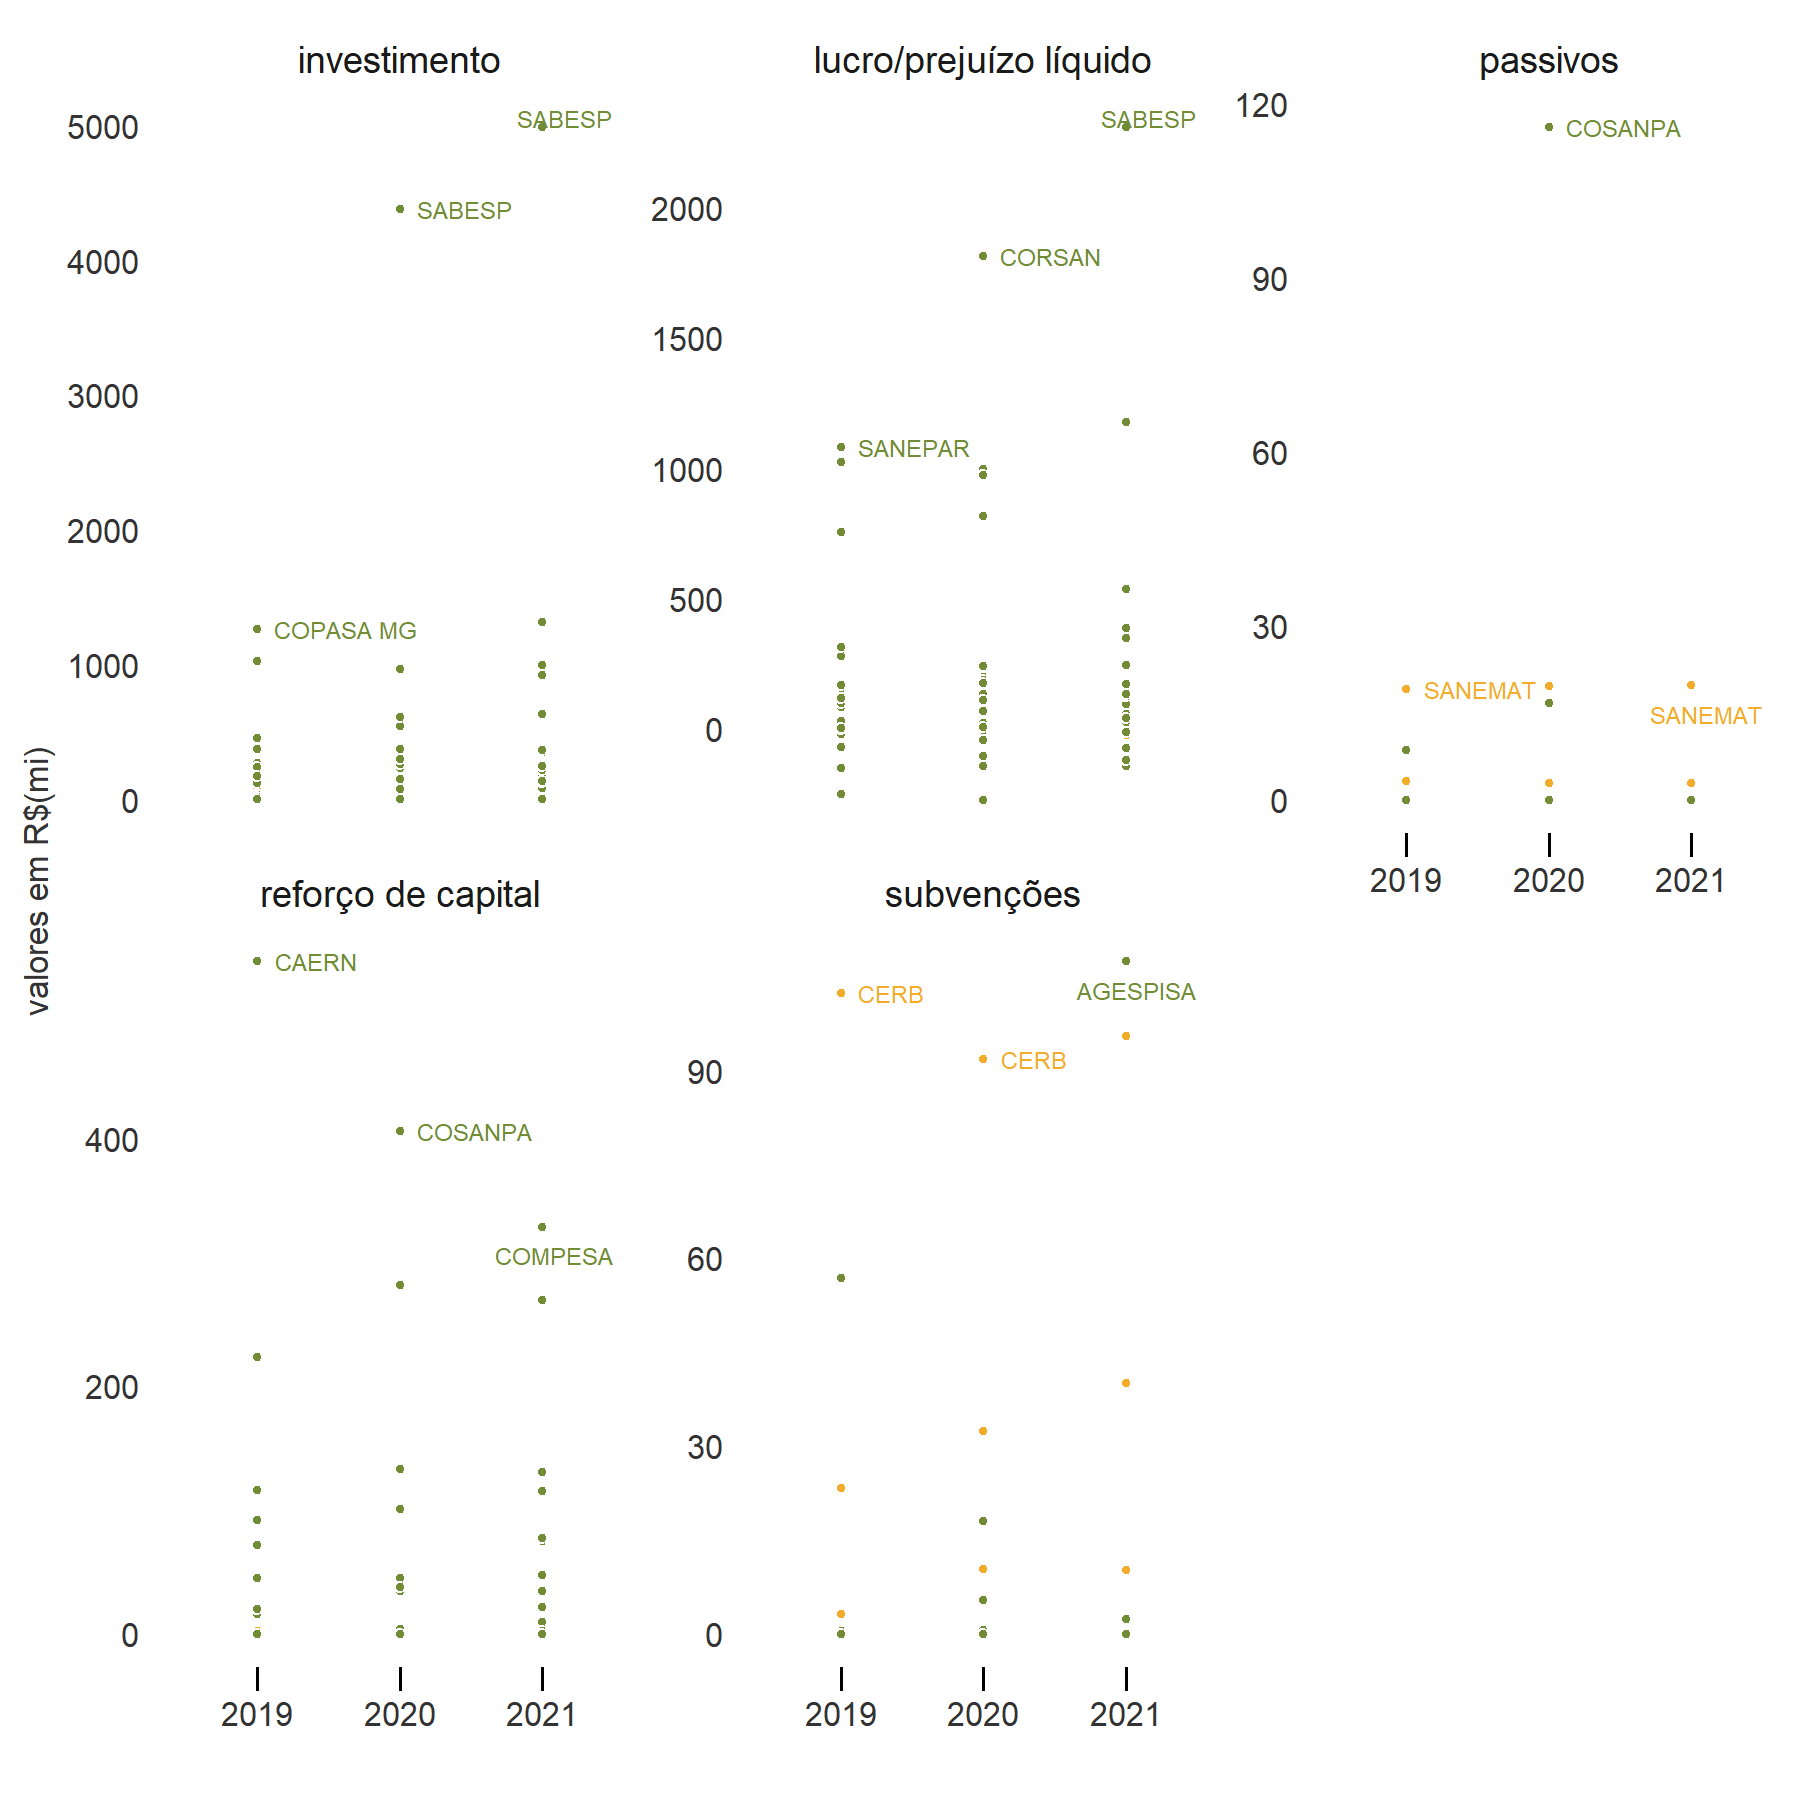 investimento
lucro/prejuízo líquido
passivos
SABESP
SABESP
120
5000
COSANPA
SABESP
2000
CORSAN
4000
90
1500
3000
SANEPAR
1000
60
2000
500
COPASA MG
30
1000
SANEMAT
SANEMAT
0
0
0
valores em R$(mi)
2019
2020
2021
reforço de capital
subvenções
CAERN
CERB
AGESPISA
CERB
90
400
COSANPA
COMPESA
60
200
30
0
0
2019
2020
2021
2019
2020
2021